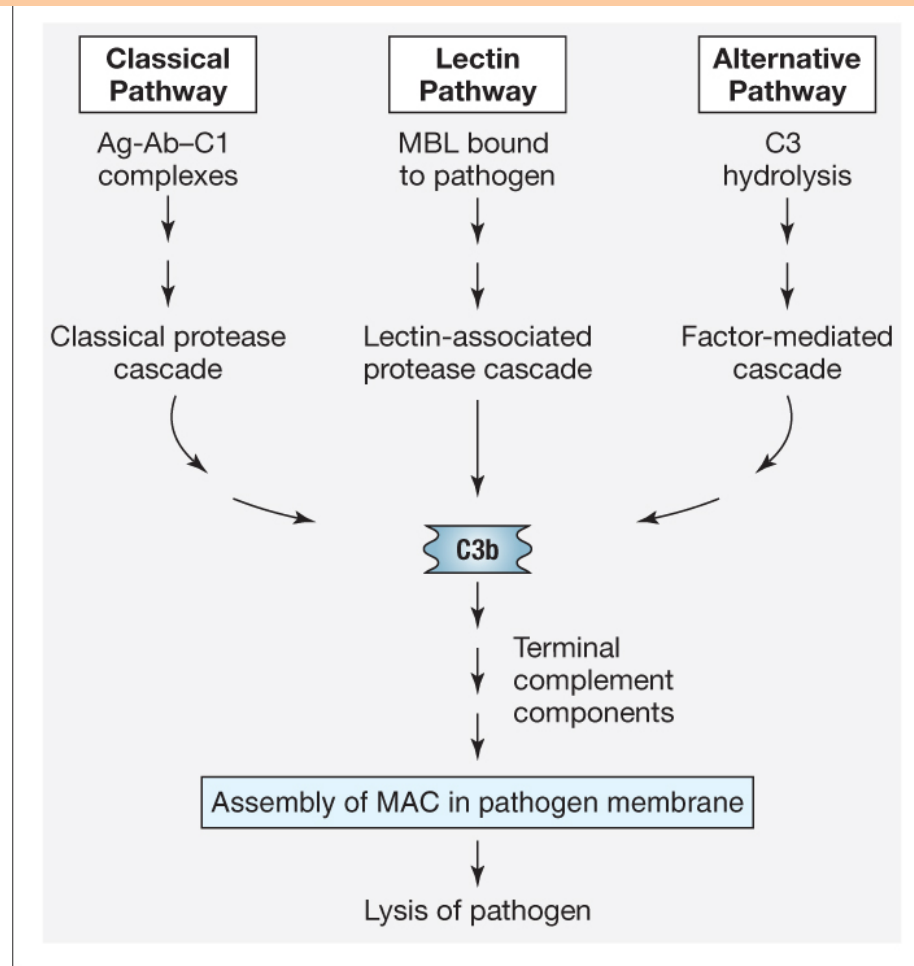 Classical
Pathway
Lectin
Pathway
Alternative
Pathway
Ag-Ab–C1
complexes
MBL bound
to pathogen
C3
hydrolysis
Classical protease
cascade
Lectin-associated
protease cascade
Factor-mediated
cascade
C3b
Terminal
complement
components
Assembly of MAC in pathogen membrane
Lysis of pathogen